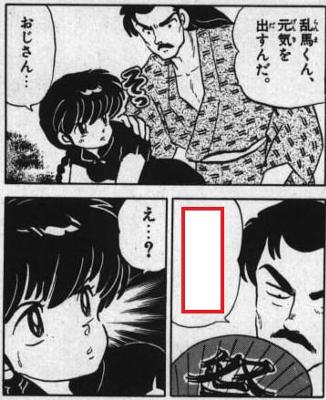 乱馬くん、
元気を
出すんだ。
おじさん…
え…?